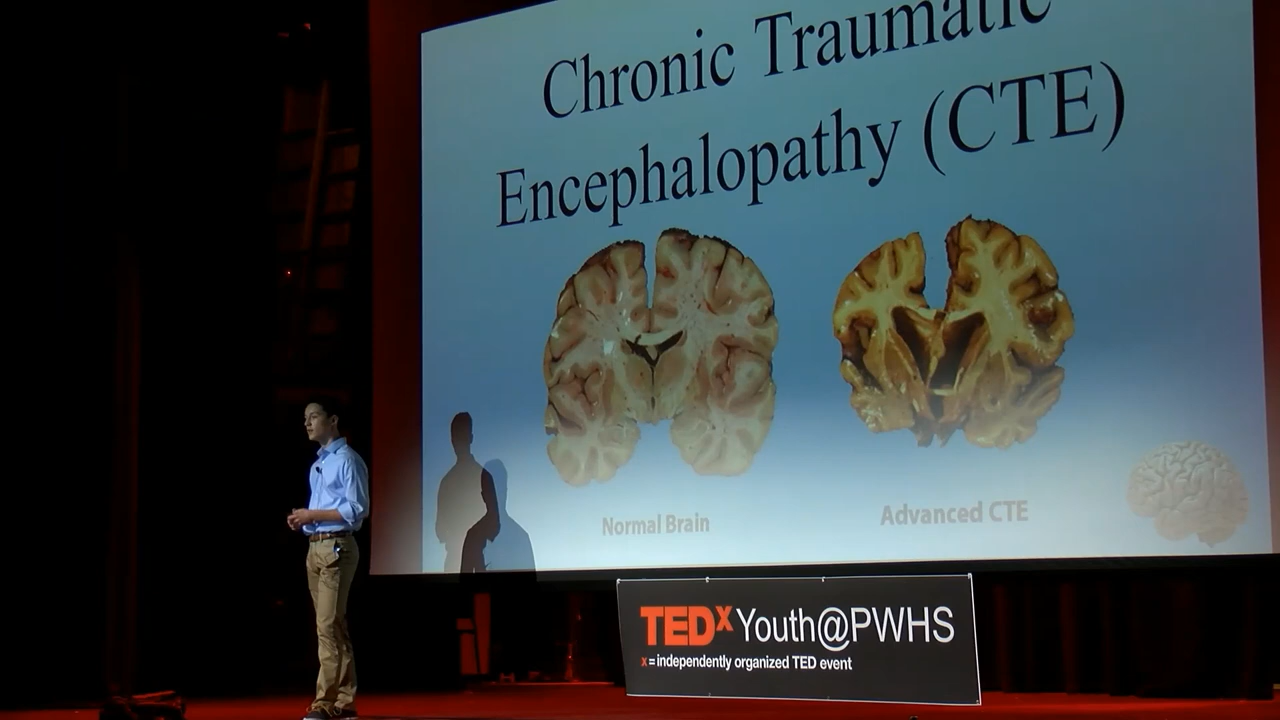 Chronic Traumatic
Encephalopathy (CTE)
Normal Brain
Advanced CTE
TEDx Youth@PWHS
x = independently organized TED event